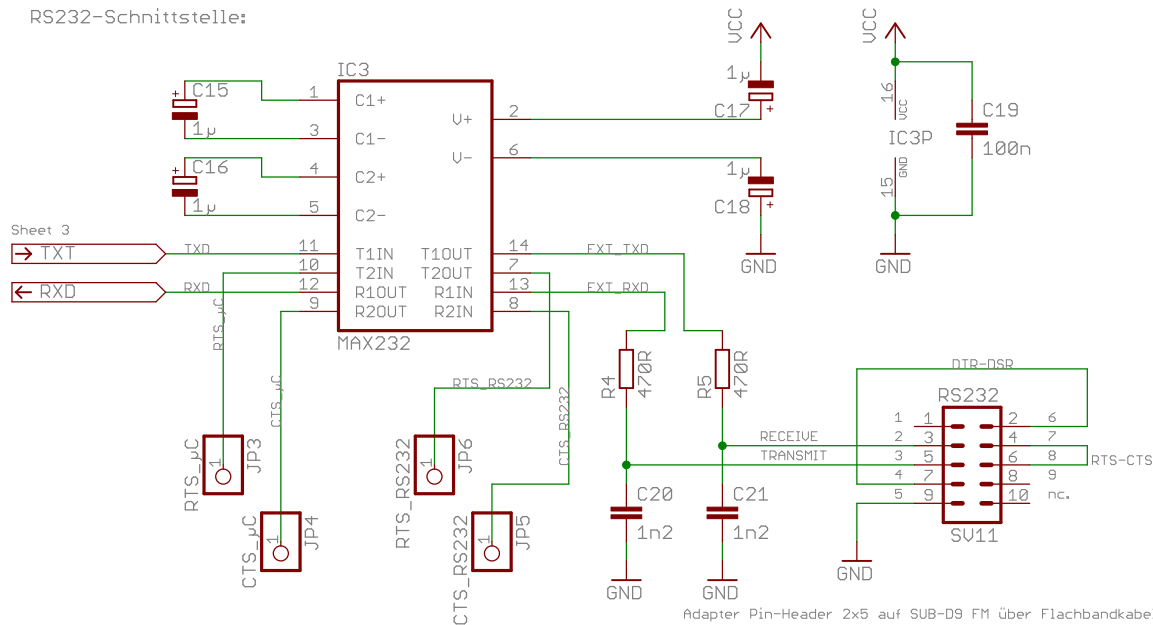 RS232-Schnittstelle:
VCC
VCC
IC3
C15
1µ
1 C1+
3 C1-
C16
1µ
4 C2+
5 C2-
V+ 2
V- 6
1µ
C17
1µ
C18
GND
16
VCC
IC3P
GND
15
C19
100n
GND
Sheet 3
TXT
TXD
11 T1IN
10 T2IN
RXD
RXD
12 R1OUT
9 R2OUT
T1OUT 14
T2OUT 7
R1IN 13
R2IN 8
EXT_TXD
EXT_RXD
MAX232
RTS_µC
CTS_µC
RTS_RS232
CTS_RS232
R4
470R
R5
470R
DTR-DSR
RS232
1 1 2 6
RECEIVE 2 3 4 7
TRANSMIT 3 5 6 8
RTS-CTS
4 7 8 9
5 9 10 nc.
SV11
RTS_µC
1
JP3
RTS_RS232
1
JP6
CTS_µC
1
JP4
CTS_RS232
1
JP5
C20
1n2
C21
1n2
GND
GND
GND
Adapter Pin-Header 2x5 auf SUB-D9 FM über Flachbandkabe